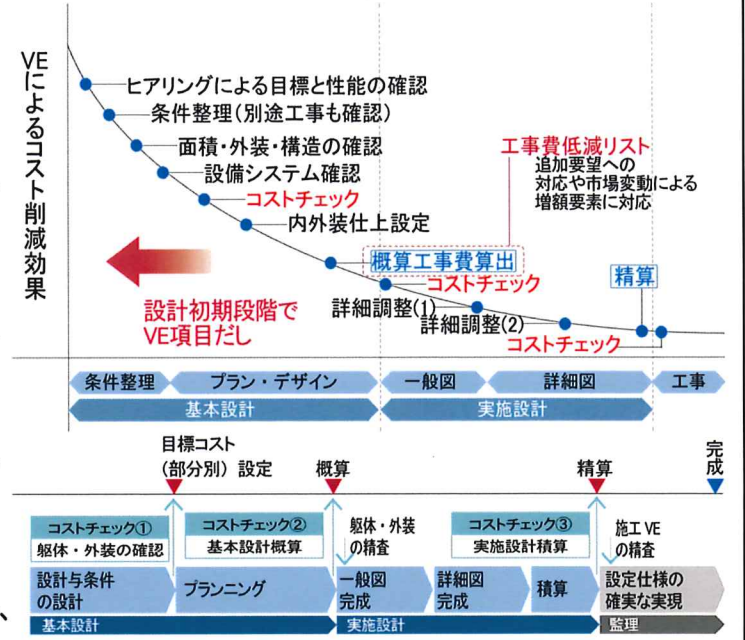 VEによるコスト削減効果
ヒアリングによる目標と性能の確認
条件整理(別途工事も確認)
面積・外装・構造の確認
設備システム確認
コストチェック
内外装仕上設定
工事費低減リスト
追加要望への
対応や市場変動による
増額要素に対応
概算工事費算出
コストチェック
精算
設計初期段階で
VE項目だし
詳細調整(1)
詳細調整(2)
コストチェック
条件整理
プラン・デザイン
一般図
詳細図
工事
基本設計
実施設計
目標コスト
(部分別)設定
概算
精算
完成
コストチェック①
躯体・外装の確認
コストチェック②
基本設計概算
躯体・外装
の精査
コストチェック③
実施設計積算
施工VE
の精査
設計与条件
の設計
プランニング
一般図
完成
詳細図
完成
積算
設定仕様の
確実な実現
基本設計
実施設計
監理
、